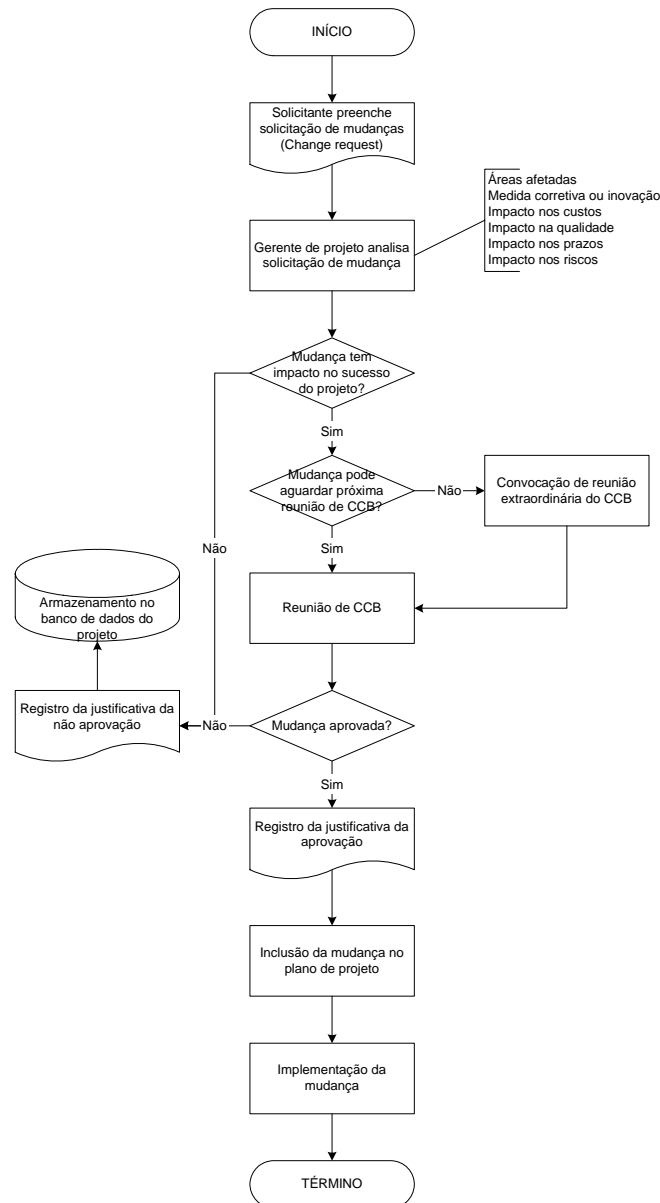 INÍCIO
Solicitante preenche
solicitação de mudanças
(Change request)
Áreas afetadas
Medida corretiva ou inovação
Impacto nos custos
Impacto na qualidade
Impacto nos prazos
Impacto nos riscos
Gerente de projeto analisa
solicitação de mudança
Mudança tem
impacto no sucesso
do projeto?
Sim
Mudança pode
aguardar próxima
reunião de CCB?
Não
Convocação de reunião
extraordinária do CCB
Não
Sim
Armazenamento no
banco de dados do
projeto
Reunião de CCB
Registro da justificativa da
não aprovação
Não
Mudança aprovada?
Sim
Registro da justificativa da
aprovação
Inclusão da mudança no
plano de projeto
Implementação da
mudança
TÉRMINO